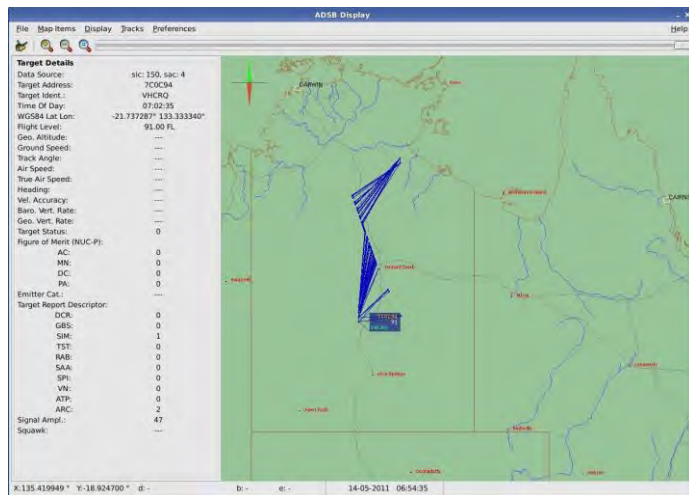 ADSB Display
File Map Items Display Tracks Preferences Help
Target Details
Data Source: sic: 150, sac: 4
Target Address: 7C0C94
Target Ident.: VHCRQ
Time Of Day: 07:02:35
WGS84 Lat Lon: -21.737287° 133.333340°
Flight Level: 91.00 FL
Geo. Altitude: ---
Ground Speed: ---
Track Angle: ---
Air Speed: ---
True Air Speed: ---
Heading: ---
Vel. Accuracy: ---
Baro. Vert. Rate: ---
Geo. Vert. Rate: ---
Target Status: 0
Figure of Merit (NUC-P):
AC: 0
MN: 0
DC: 0
PA: 0
Emitter Cat.: ---
Target Report Descriptor:
DCR: 0
GBS: 0
SIM: 1
TST: 0
RAB: 0
SAA: 0
SPI: 0
VN: 0
ATP: 0
ARC: 2
Signal Ampl.: 47
Squawk: ---
DARWIN
CAIRNS
91
X:135.419949 ° Y:-18.924700 ° d: - b: - e: - 14-05-2011 06:54:35